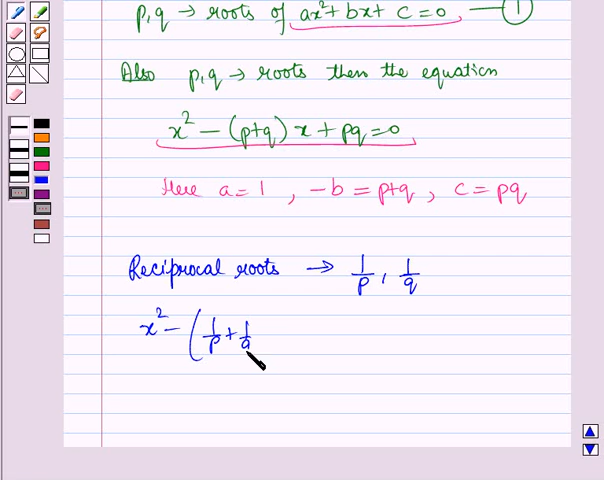 p,q → roots of ax² + bx + c = 0 — ①
Also p,q → roots then the equation
x² − (p+q) x + pq = 0
Here a = 1, −b = p+q, c = pq
Reciprocal roots → 1/p, 1/q
x² − (1/p + 1/q